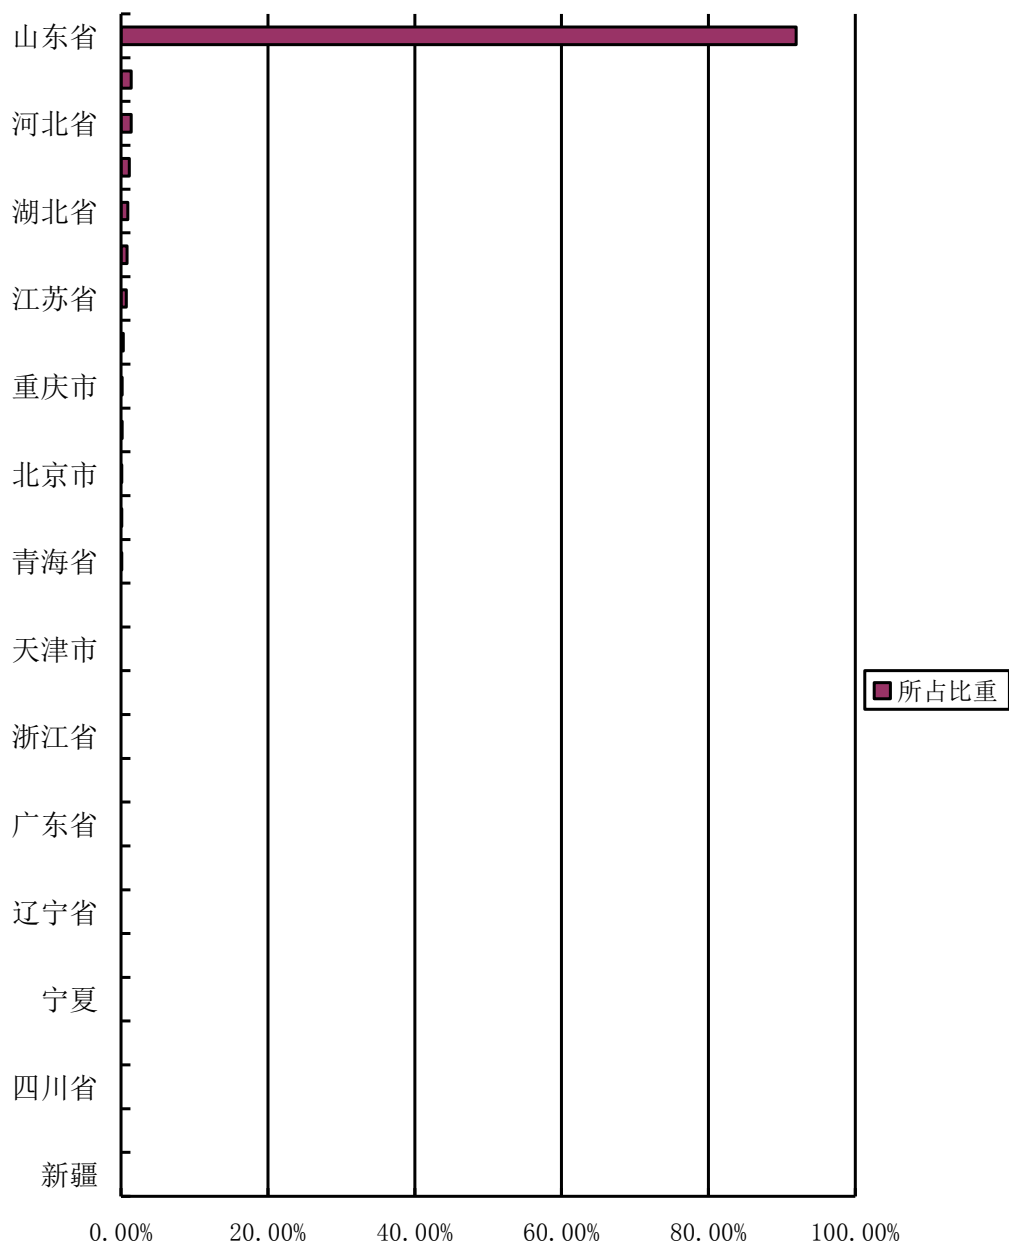 山东省
河北省
湖北省
江苏省
重庆市
北京市
青海省
天津市
浙江省
广东省
辽宁省
宁夏
四川省
新疆
所占比重
0.00% 20.00% 40.00% 60.00% 80.00% 100.00%